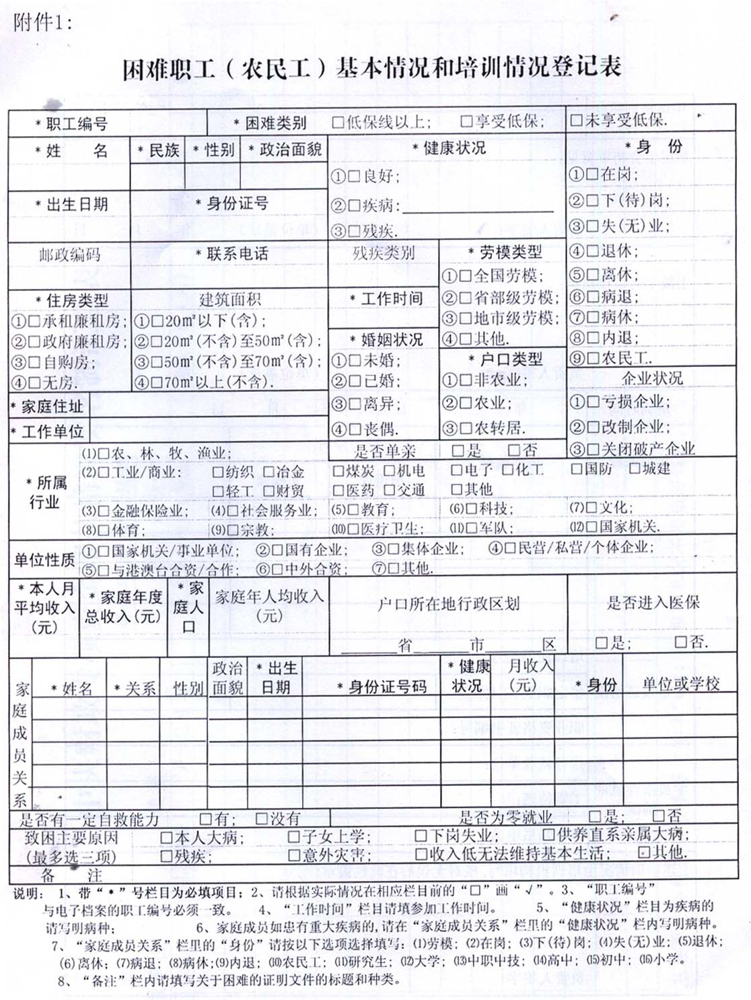 附件1:
困难职工（农民工）基本情况和培训情况登记表
* 职工编号 * 困难类别 □低保线以上; □享受低保; □未享受低保.
* 姓 名 * 民族 * 性别 * 政治面貌 * 健康状况 * 身 份
①□良好; ①□在岗;
* 出生日期 * 身份证号 ②□疾病: ②□下(待)岗;
③□残疾. ③□失(无)业;
邮政编码 * 联系电话 残疾类别 * 劳模类型 ④□退休;
①□全国劳模; ⑤□离休;
* 住房类型 建筑面积 * 工作时间 ②□省部级劳模; ⑥□病退;
①□承租廉租房; ①□20㎡以下(含); ③□地市级劳模; ⑦□病休;
②□政府廉租房; ②□20㎡(不含)至50㎡(含); * 婚姻状况 ④□其他. ⑧□内退;
③□自购房; ③□50㎡(不含)至70㎡(含); ①□未婚; * 户口类型 ⑨□农民工.
④□无房. ④□70㎡以上(不含). ②□已婚; ①□非农业; 企业状况
* 家庭住址 ③□离异; ②□农业; ①□亏损企业;
* 工作单位 ④□丧偶. ③□农转居. ②□改制企业;
是否单亲 □是 □否 ③□关闭破产企业
* 所属行业
⑴□农、林、牧、渔业;
⑵□工业/商业: □纺织 □冶金 □煤炭 □机电 □电子 □化工 □国防 □城建
□轻工 □财贸 □医药 □交通 □其他
⑶□金融保险业; ⑷□社会服务业; ⑸□教育; ⑹□科技; ⑺□文化;
⑻□体育; ⑼□宗教; ⑽□医疗卫生; ⑾□军队; ⑿□国家机关.
单位性质 ①□国家机关/事业单位; ②□国有企业; ③□集体企业; ④□民营/私营/个体企业;
⑤□与港澳台合资/合作; ⑥□中外合资; ⑦□其他.
* 本人月平均收入(元) * 家庭年度总收入(元) * 家庭人口 家庭年人均收入(元) 户口所在地行政区划 是否进入医保
______省______市______区 □是; □否.
家庭成员关系 * 姓名 * 关系 性别 政治面貌 * 出生日期 * 身份证号码 * 健康状况 月收入(元) * 身份 单位或学校
是否有一定自救能力 □有; □没有 是否为零就业 □是; □否
致困主要原因 □本人大病; □子女上学; □下岗失业; □供养直系亲属大病;
(最多选三项) □残疾; □意外灾害; □收入低无法维持基本生活; □其他.
备 注
说明: 1、带“*”号栏目为必填项目; 2、请根据实际情况在相应栏目前的“□”画“√”。3、“职工编号”
与电子档案的职工编号必须一致。 4、“工作时间”栏目请填参加工作时间。 5、“健康状况”栏目为疾病的
请写明病种; 6、家庭成员如患有重大疾病的,请在“家庭成员关系”栏里的“健康状况”栏内写明病种。
7、“家庭成员关系”栏里的“身份”请按以下选项选择填写: ⑴劳模; ⑵在岗; ⑶下(待)岗; ⑷失(无)业; ⑸退休;
⑹离休; ⑺病退; ⑻病休;⑼内退; ⑽农民工; ⑾研究生; ⑿大学; ⒀中职中技; ⒁高中; ⒂初中; ⒃小学。
8、“备注”栏内请填写关于困难的证明文件的标题和种类。